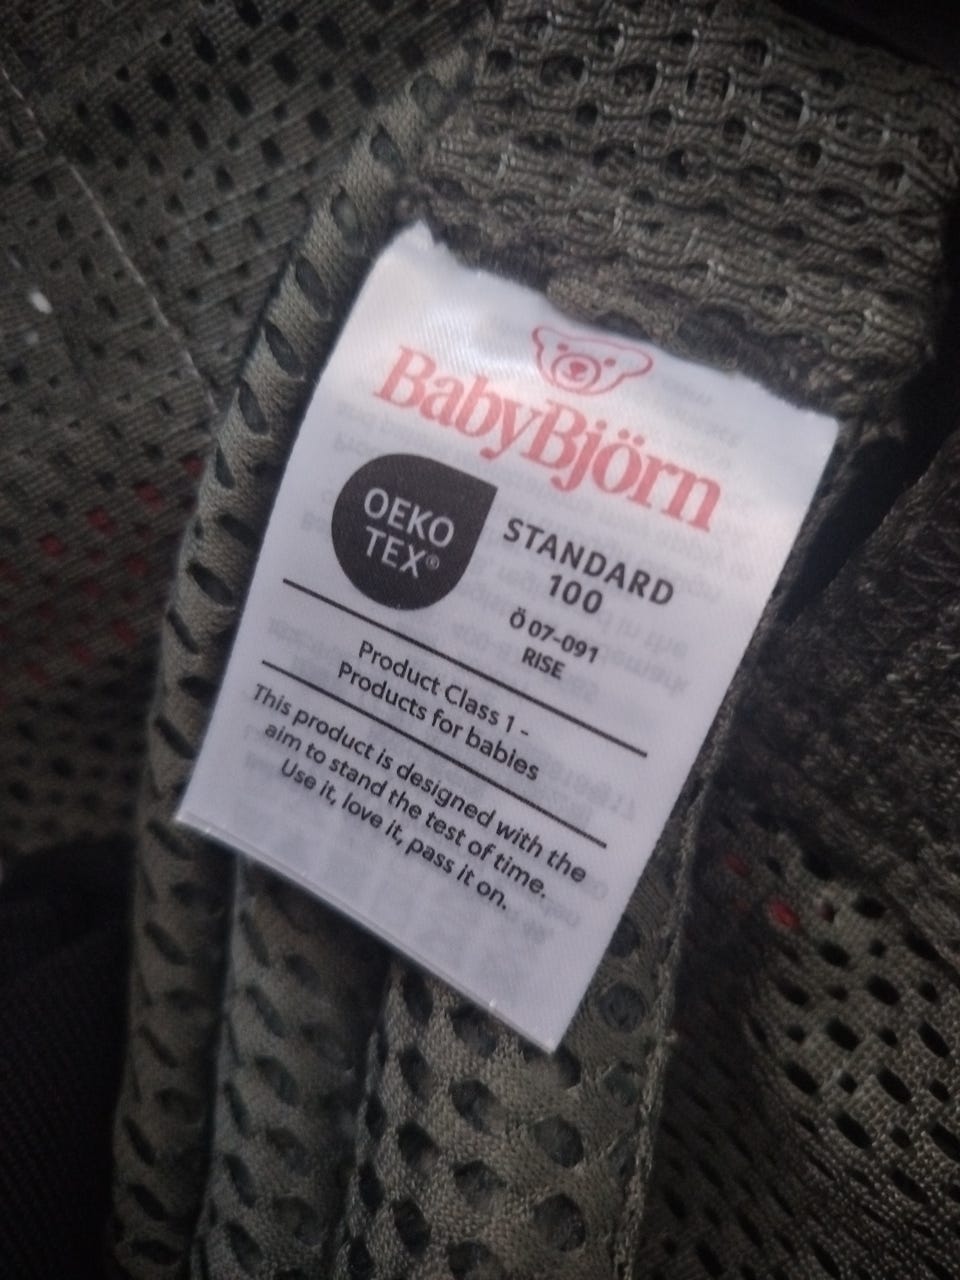 BabyBjörn
OEKO
TEX®
STANDARD
100
Ö 07-091
RISE
Product Class 1 -
Products for babies
This product is designed with the
aim to stand the test of time.
Use it, love it, pass it on.